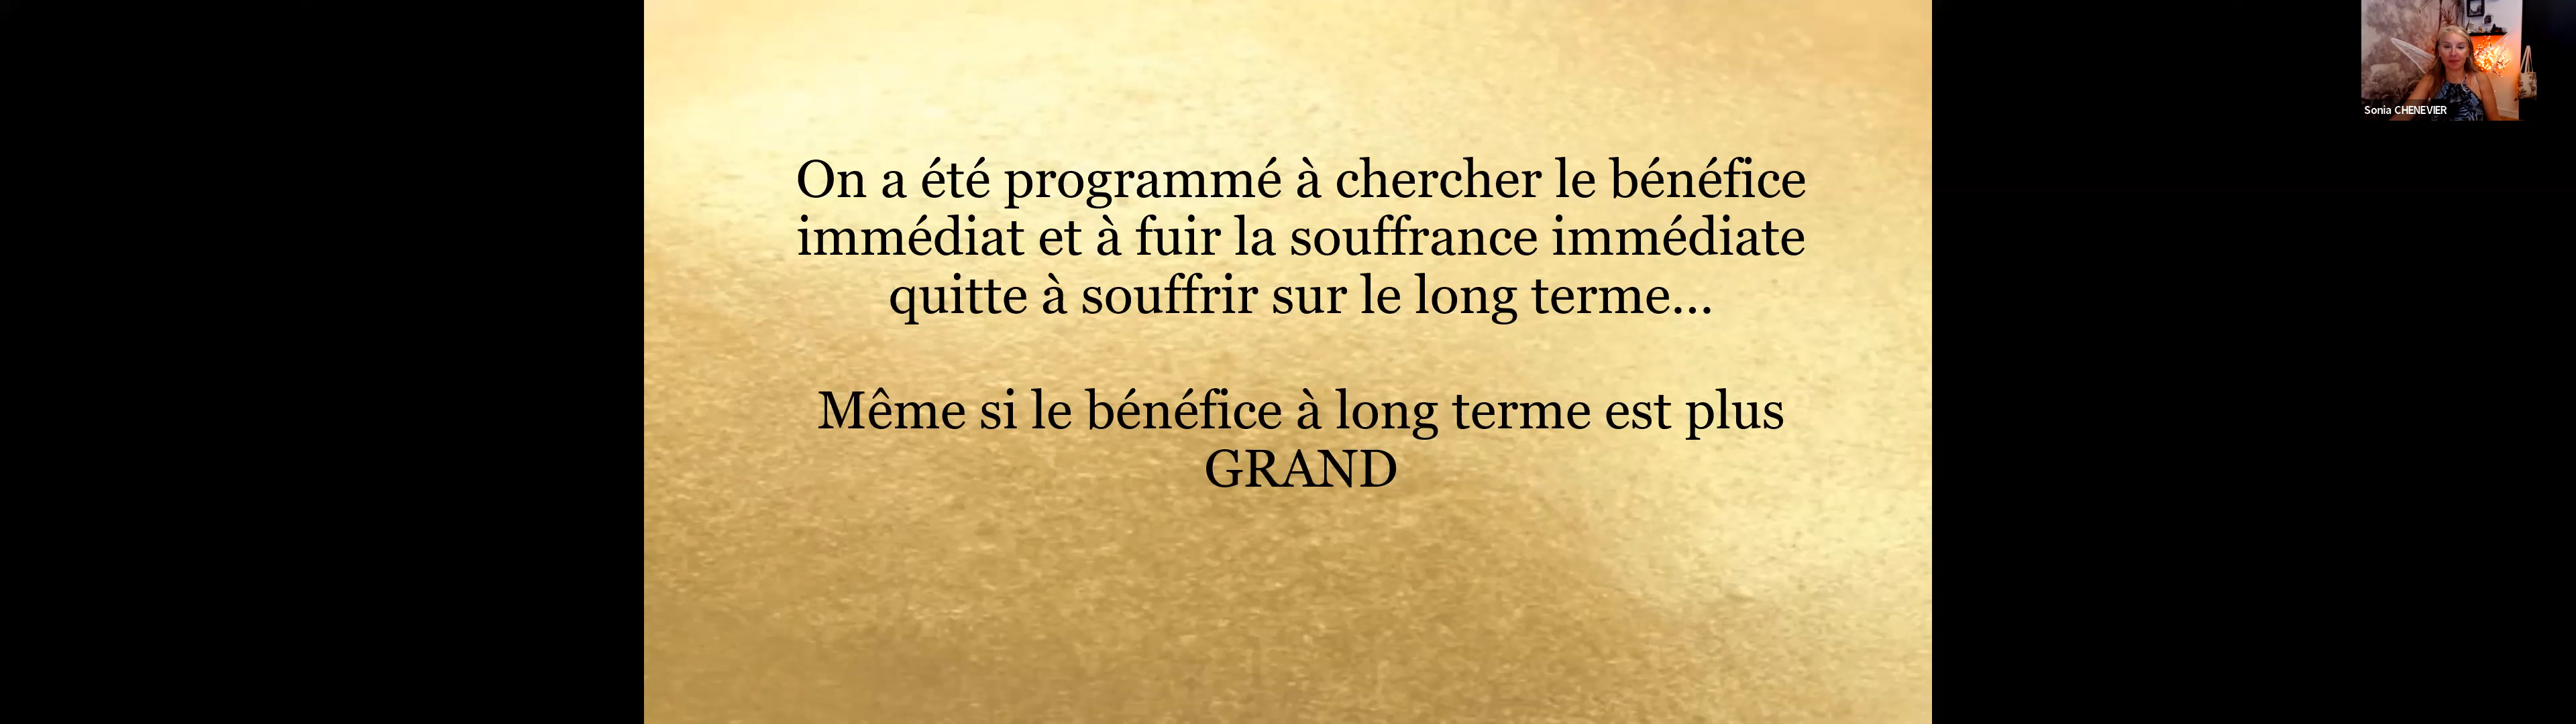 On a été programmé à chercher le bénéfice
immédiat et à fuir la souffrance immédiate
quitte à souffrir sur le long terme...
Même si le bénéfice à long terme est plus
GRAND
Sonia CHENEVIER